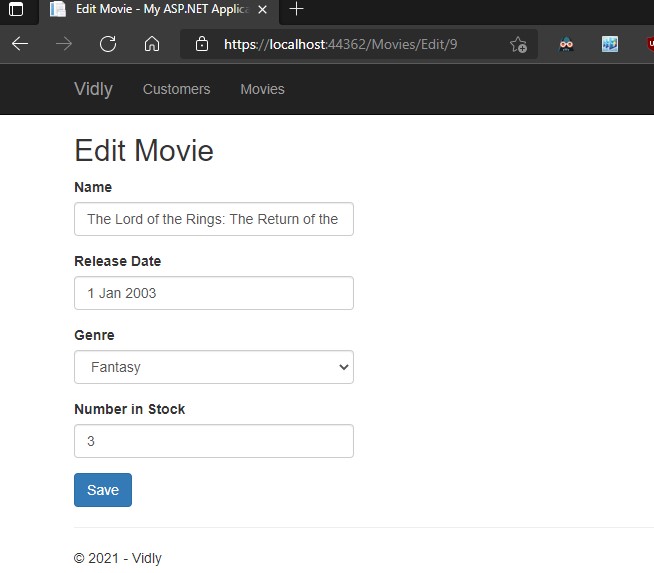 Edit Movie - My ASP.NET Applica
https://localhost:44362/Movies/Edit/9
Vidly Customers Movies
Edit Movie
Name
The Lord of the Rings: The Return of the
Release Date
1 Jan 2003
Genre
Fantasy
Number in Stock
3
Save
© 2021 - Vidly